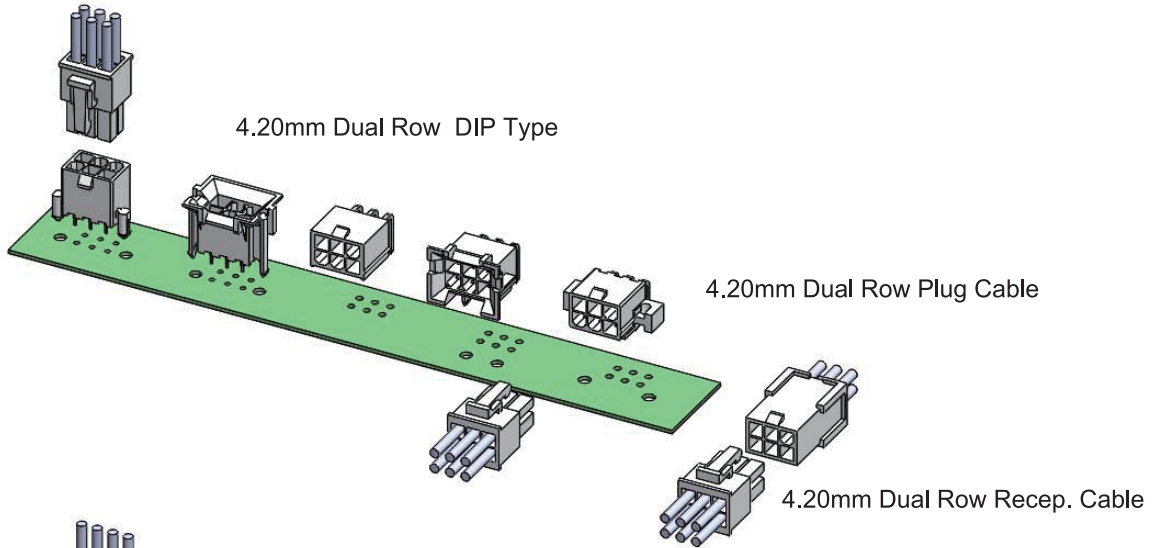 4.20mm Dual Row DIP Type
4.20mm Dual Row Plug Cable
4.20mm Dual Row Recep. Cable